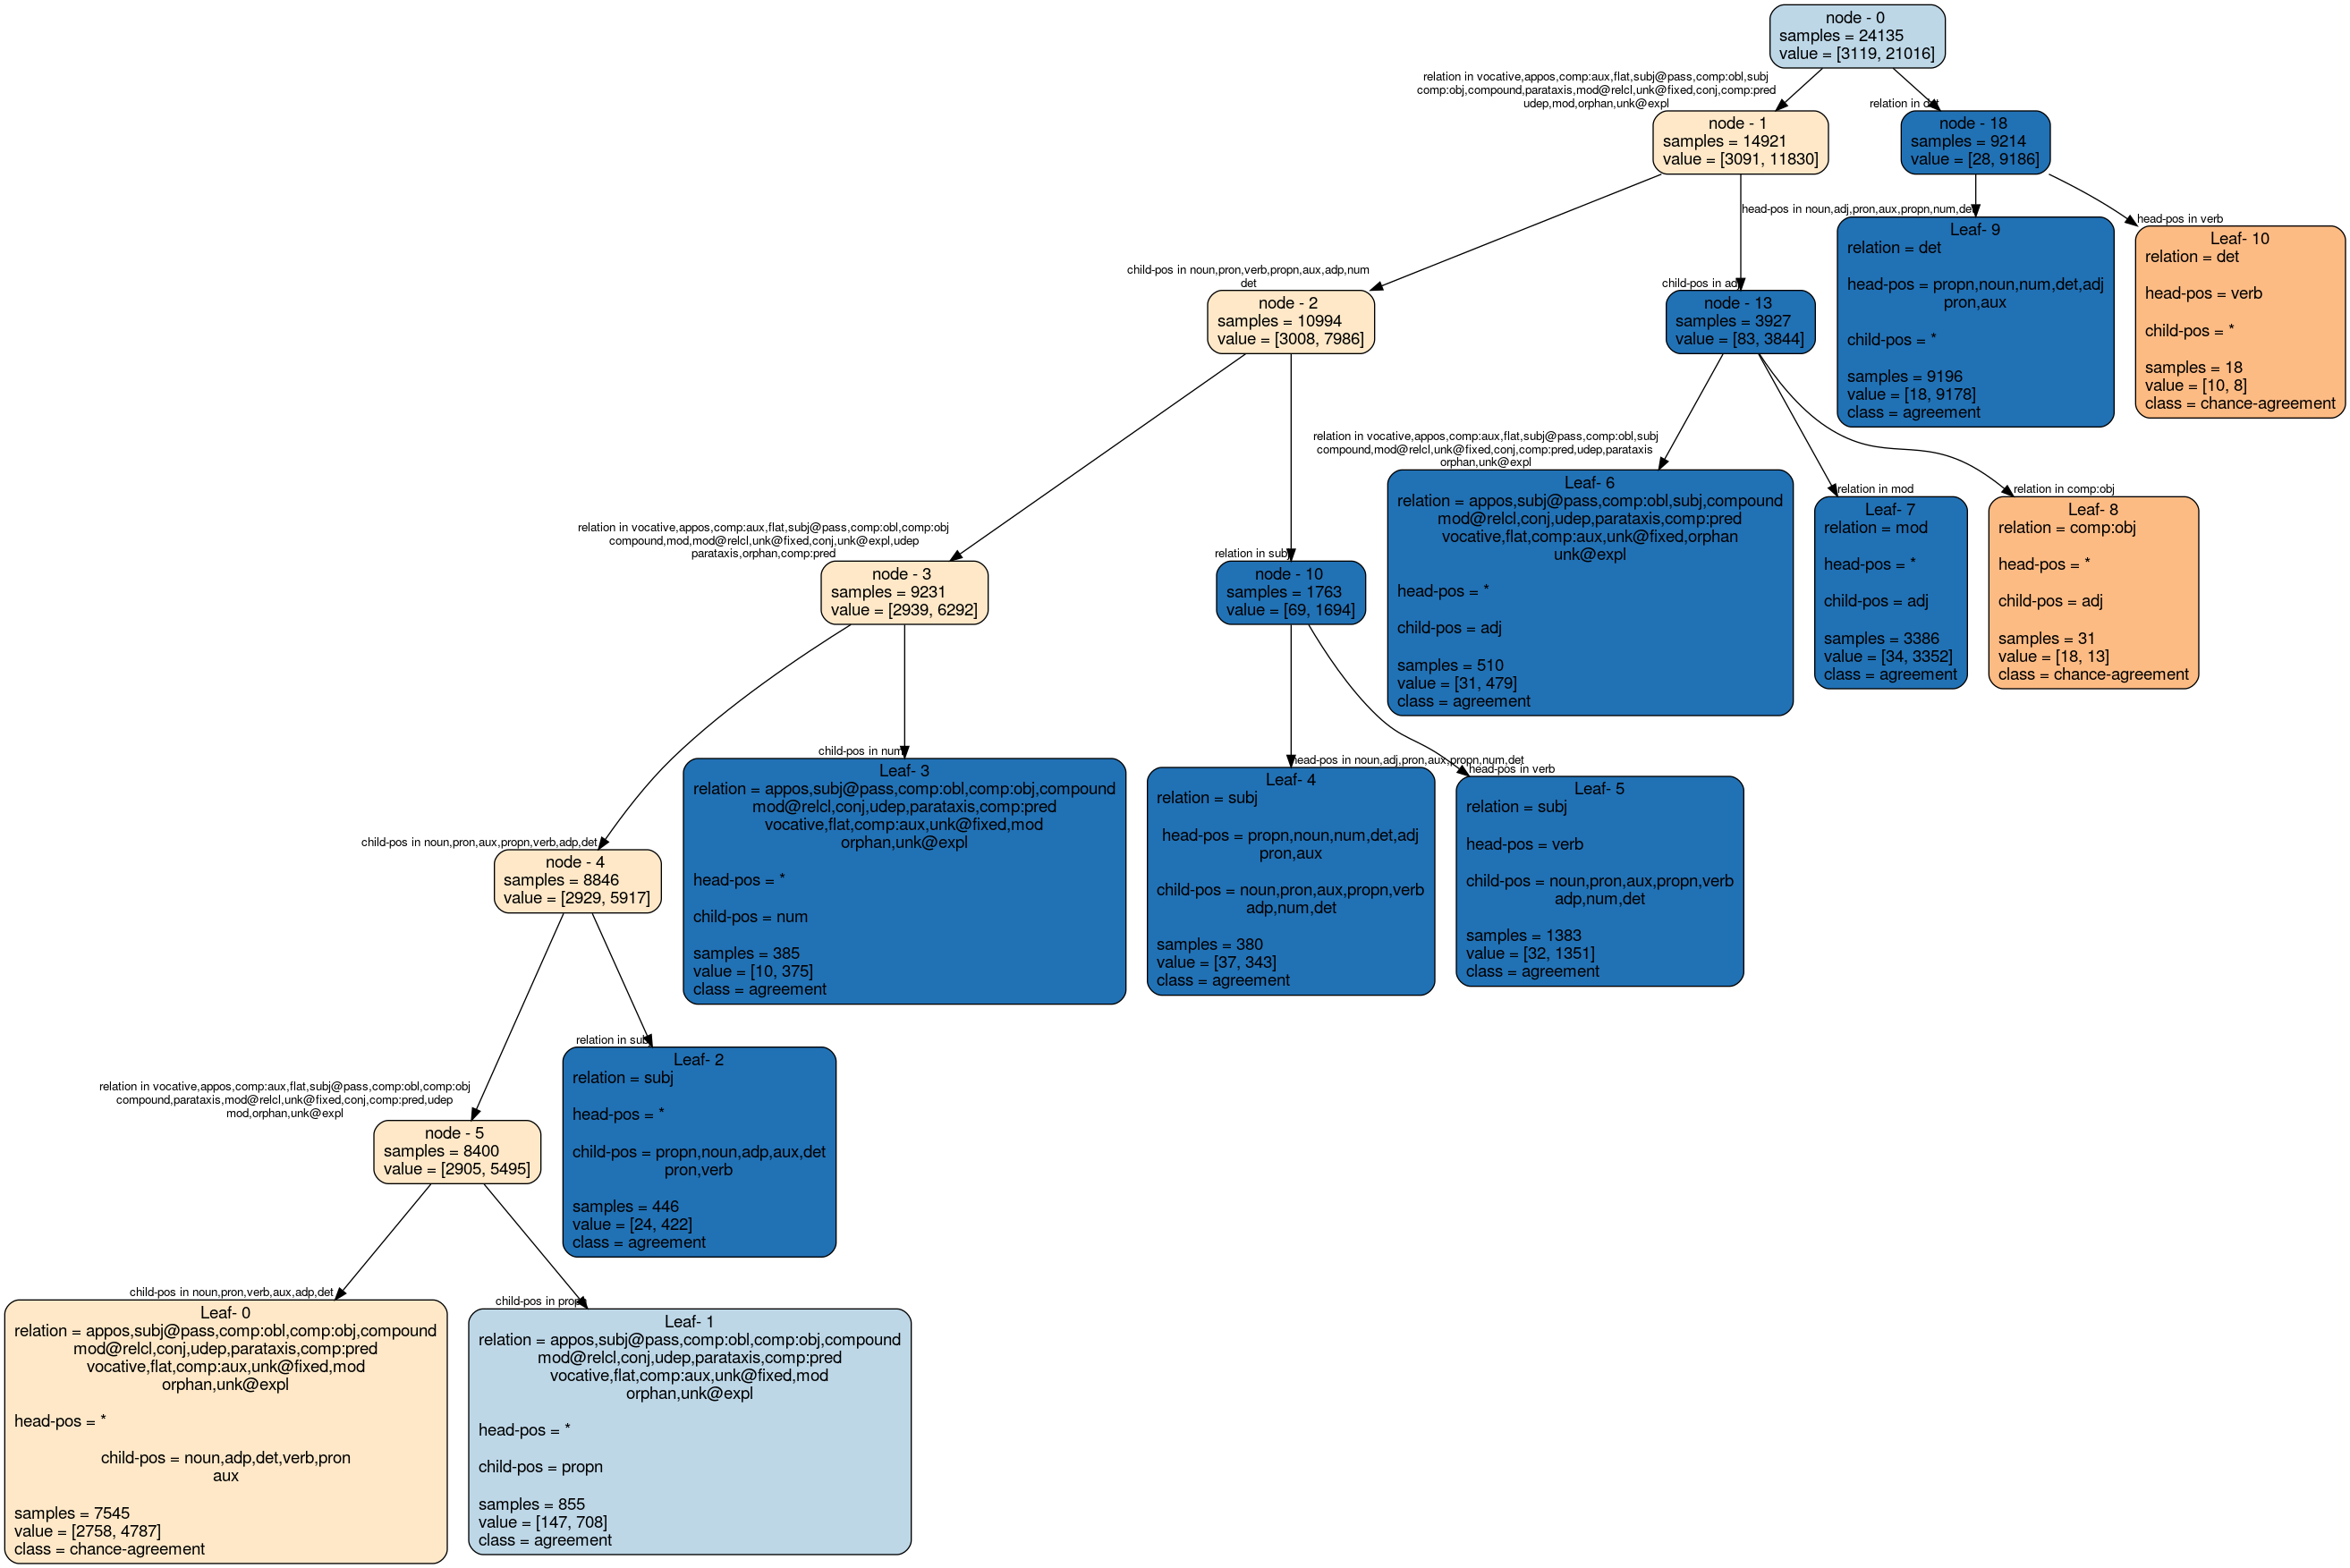 node - 0
samples = 24135
value = [3119, 21016]
relation in vocative,appos,comp:aux,flat,subj@pass,comp:obl,subj
comp:obj,compound,parataxis,mod@relcl,unk@fixed,conj,comp:pred
udep,mod,orphan,unk@expl
relation in det
node - 1
samples = 14921
value = [3091, 11830]
node - 18
samples = 9214
value = [28, 9186]
head-pos in noun,adj,pron,aux,propn,num,det
head-pos in verb
Leaf- 9
relation = det
head-pos = propn,noun,num,det,adj
pron,aux
child-pos = *
samples = 9196
value = [18, 9178]
class = agreement
Leaf- 10
relation = det
head-pos = verb
child-pos = *
samples = 18
value = [10, 8]
class = chance-agreement
child-pos in noun,pron,verb,propn,aux,adp,num
det
child-pos in adj
node - 2
samples = 10994
value = [3008, 7986]
node - 13
samples = 3927
value = [83, 3844]
relation in vocative,appos,comp:aux,flat,subj@pass,comp:obl,subj
compound,mod@relcl,unk@fixed,conj,comp:pred,udep,parataxis
orphan,unk@expl
relation in mod
relation in comp:obj
Leaf- 6
relation = appos,subj@pass,comp:obl,subj,compound
mod@relcl,conj,udep,parataxis,comp:pred
vocative,flat,comp:aux,unk@fixed,orphan
unk@expl
head-pos = *
child-pos = adj
samples = 510
value = [31, 479]
class = agreement
Leaf- 7
relation = mod
head-pos = *
child-pos = adj
samples = 3386
value = [34, 3352]
class = agreement
Leaf- 8
relation = comp:obj
head-pos = *
child-pos = adj
samples = 31
value = [18, 13]
class = chance-agreement
relation in vocative,appos,comp:aux,flat,subj@pass,comp:obl,comp:obj
compound,mod,mod@relcl,unk@fixed,conj,unk@expl,udep
parataxis,orphan,comp:pred
relation in subj
node - 3
samples = 9231
value = [2939, 6292]
node - 10
samples = 1763
value = [69, 1694]
child-pos in num
head-pos in noun,adj,pron,aux,propn,num,det
head-pos in verb
Leaf- 3
relation = appos,subj@pass,comp:obl,comp:obj,compound
mod@relcl,conj,udep,parataxis,comp:pred
vocative,flat,comp:aux,unk@fixed,mod
orphan,unk@expl
head-pos = *
child-pos = num
samples = 385
value = [10, 375]
class = agreement
Leaf- 4
relation = subj
head-pos = propn,noun,num,det,adj
pron,aux
child-pos = noun,pron,aux,propn,verb
adp,num,det
samples = 380
value = [37, 343]
class = agreement
Leaf- 5
relation = subj
head-pos = verb
child-pos = noun,pron,aux,propn,verb
adp,num,det
samples = 1383
value = [32, 1351]
class = agreement
child-pos in noun,pron,aux,propn,verb,adp,det
node - 4
samples = 8846
value = [2929, 5917]
relation in subj
Leaf- 2
relation = subj
head-pos = *
child-pos = propn,noun,adp,aux,det
pron,verb
samples = 446
value = [24, 422]
class = agreement
relation in vocative,appos,comp:aux,flat,subj@pass,comp:obl,comp:obj
compound,parataxis,mod@relcl,unk@fixed,conj,comp:pred,udep
mod,orphan,unk@expl
node - 5
samples = 8400
value = [2905, 5495]
child-pos in noun,pron,verb,aux,adp,det
child-pos in propn
Leaf- 0
relation = appos,subj@pass,comp:obl,comp:obj,compound
mod@relcl,conj,udep,parataxis,comp:pred
vocative,flat,comp:aux,unk@fixed,mod
orphan,unk@expl
head-pos = *
child-pos = noun,adp,det,verb,pron
aux
samples = 7545
value = [2758, 4787]
class = chance-agreement
Leaf- 1
relation = appos,subj@pass,comp:obl,comp:obj,compound
mod@relcl,conj,udep,parataxis,comp:pred
vocative,flat,comp:aux,unk@fixed,mod
orphan,unk@expl
head-pos = *
child-pos = propn
samples = 855
value = [147, 708]
class = agreement